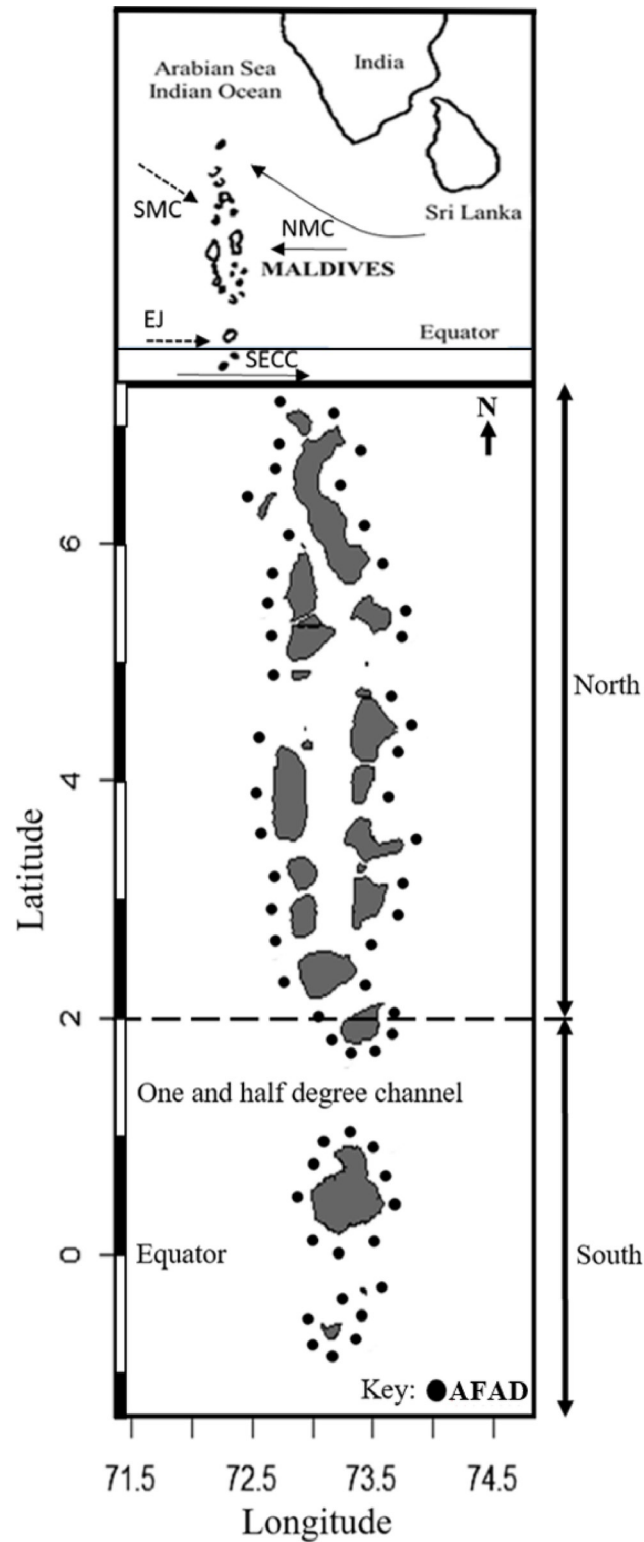 Arabian Sea
Indian Ocean
India
SMC
Sri Lanka
NMC
MALDIVES
EJ
Equator
SECC
N
6
North
4
Latitude
2
One and half degree channel
0
Equator
South
Key: AFAD
71.5 72.5 73.5 74.5
Longitude